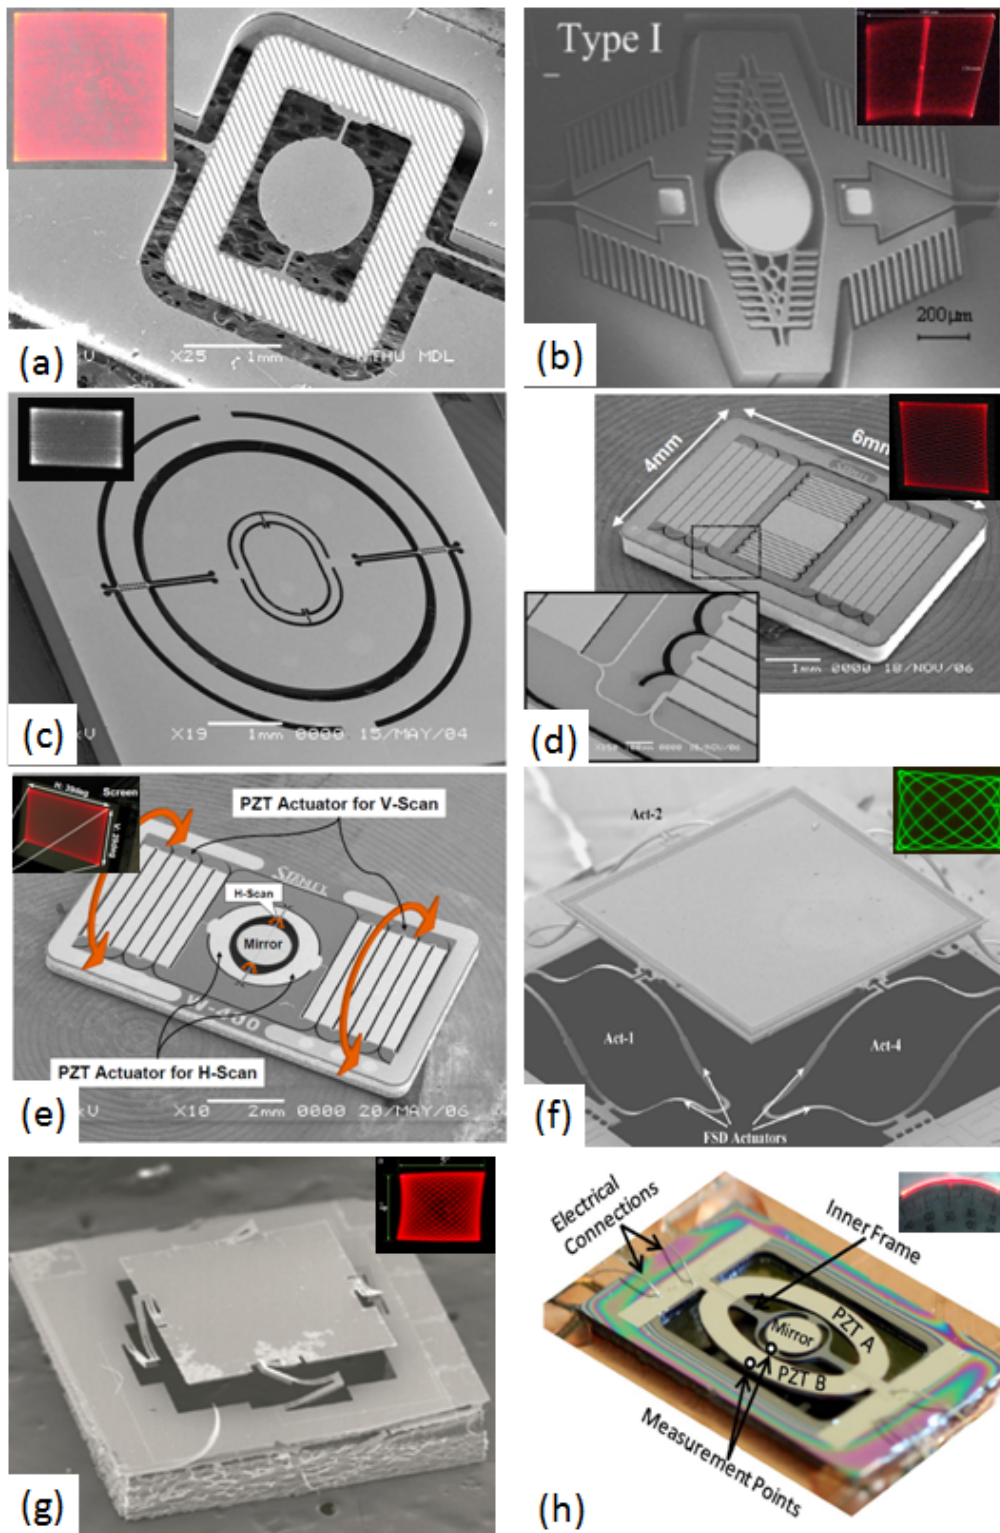 (a)
X25
1mm
NTHU MDL
Type I
200μm
(b)
X19
1mm
0000
15/MAY/04
(c)
4mm
6mm
1mm
0000
18/NOV/06
(d)
H: 39deg
Screen
PZT Actuator for V-Scan
H-Scan
Mirror
PZT Actuator for H-Scan
X10
2mm
0000
20/MAY/06
(e)
Act-2
Act-1
Act-4
FSD Actuators
(f)
(g)
Electrical
Connections
Inner Frame
PZT A
Mirror
PZT B
Measurement
Points
(h)